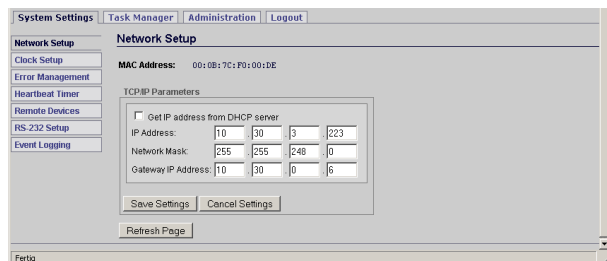 System Settings Task Manager Administration Logout
Network Setup
Clock Setup
Error Management
Heartbeat Timer
Remote Devices
RS-232 Setup
Event Logging
Network Setup
MAC Address: 00:0B:7C:F0:00:DE
TCP/IP Parameters
Get IP address from DHCP server
IP Address: 10 . 30 . 3 . 223
Network Mask: 255 . 255 . 248 . 0
Gateway IP Address: 10 . 30 . 0 . 6
Save Settings Cancel Settings
Refresh Page
Fertig